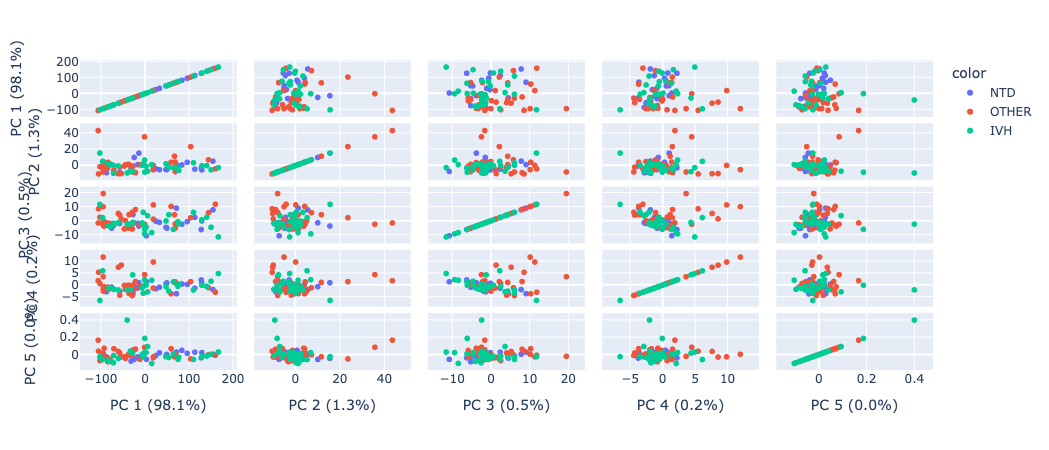 color
NTD
OTHER
IVH
PC 1 (98.1%)
200
100
0
−100
PC 2 (1.3%)
40
20
0
PC 3 (0.5%)
20
10
0
−10
PC 4 (0.2%)
10
5
0
−5
PC 5 (0.0%)
0.4
0.2
0
−100 0 200
0 20 40
−10 0 10 20
−5 0 5 10
0 0.2 0.4
PC 1 (98.1%) PC 2 (1.3%) PC 3 (0.5%) PC 4 (0.2%) PC 5 (0.0%)